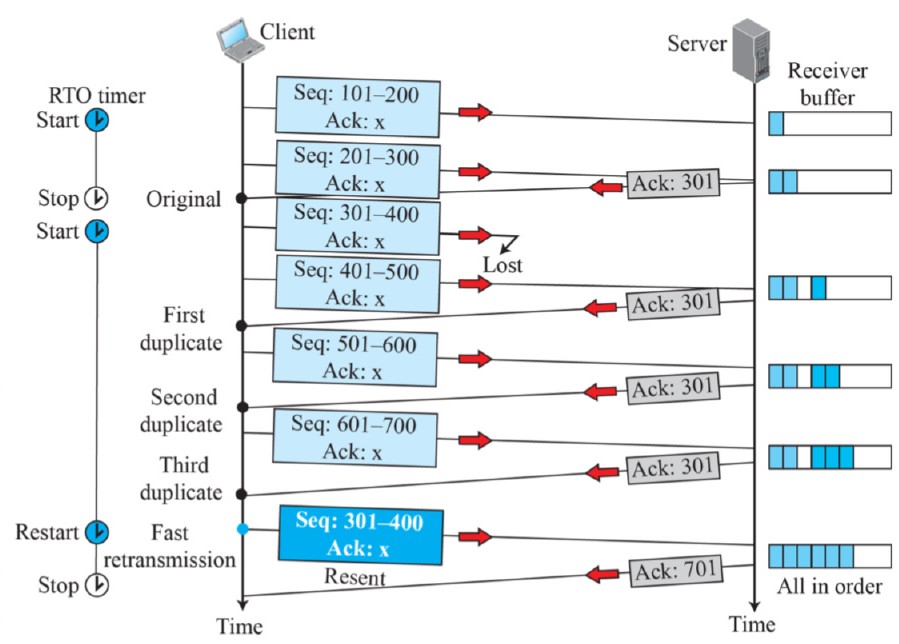 Client
Server
Receiver
buffer
RTO timer
Start
Seq: 101–200
Ack: x
Seq: 201–300
Ack: x
Ack: 301
Stop
Original
Start
Seq: 301–400
Ack: x
Lost
Seq: 401–500
Ack: x
Ack: 301
First
duplicate
Seq: 501–600
Ack: x
Ack: 301
Second
duplicate
Seq: 601–700
Ack: x
Ack: 301
Third
duplicate
Restart
Fast
retransmission
Seq: 301–400
Ack: x
Resent
Ack: 701
All in order
Stop
Time
Time